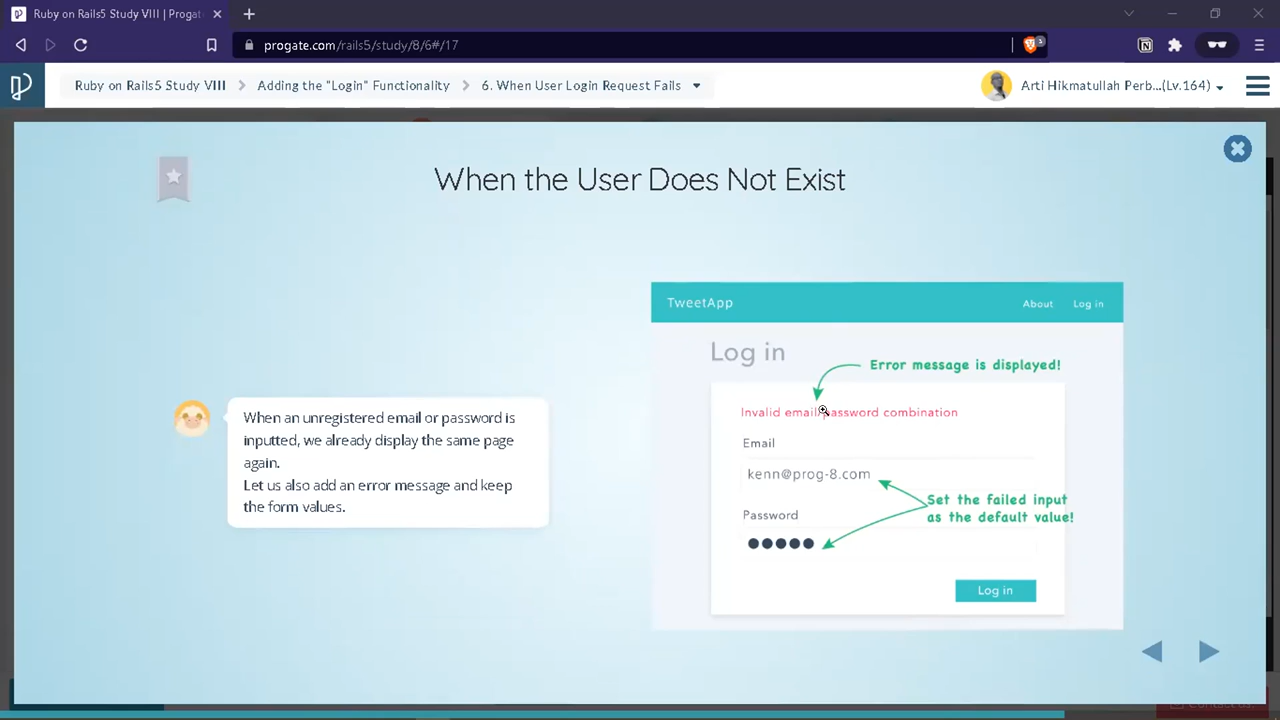 Ruby on Rails5 Study VIII | Progat
progate.com/rails5/study/8/6#/17
Ruby on Rails5 Study VIII
Adding the "Login" Functionality
6. When User Login Request Fails
Arti Hikmatullah Perb...(Lv.164)
When the User Does Not Exist
When an unregistered email or password is
inputted, we already display the same page
again.
Let us also add an error message and keep
the form values.
TweetApp
About
Log in
Log in
Error message is displayed!
Invalid email/password combination
Email
kenn@prog-8.com
Set the failed input
as the default value!
Password
Log in
Contact us!